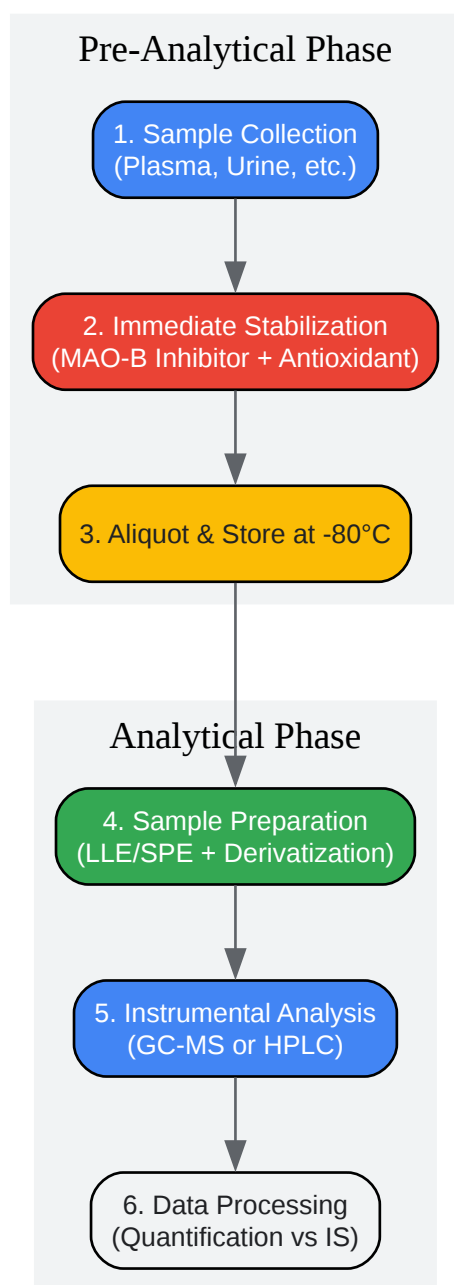 Pre-Analytical Phase
1. Sample Collection
(Plasma, Urine, etc.)
2. Immediate Stabilization
(MAO-B Inhibitor + Antioxidant)
3. Aliquot & Store at -80°C
Analytical Phase
4. Sample Preparation
(LLE/SPE + Derivatization)
5. Instrumental Analysis
(GC-MS or HPLC)
6. Data Processing
(Quantification vs IS)